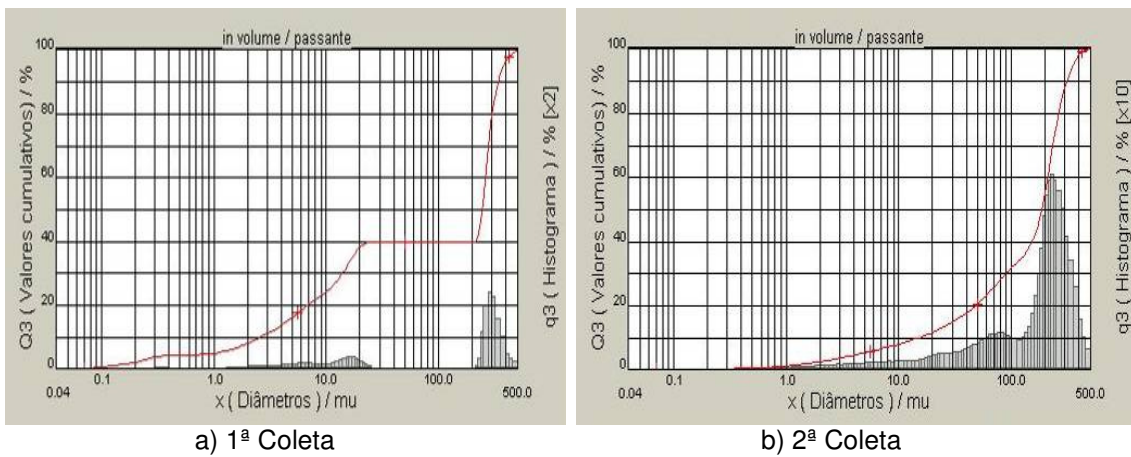 in volume / passante
Q3 ( Valores cumulativos) / %
100
80
60
40
20
0
q3 ( Histograma ) / % [x2]
0.04
0.1
1.0
10.0
100.0
500.0
x ( Diâmetros ) / mu
a) 1ª Coleta
in volume / passante
Q3 ( Valores cumulativos) / %
100
80
60
40
20
0
q3 ( Histograma ) / % [x10]
0.04
0.1
1.0
10.0
100.0
500.0
x ( Diâmetros ) / mu
b) 2ª Coleta